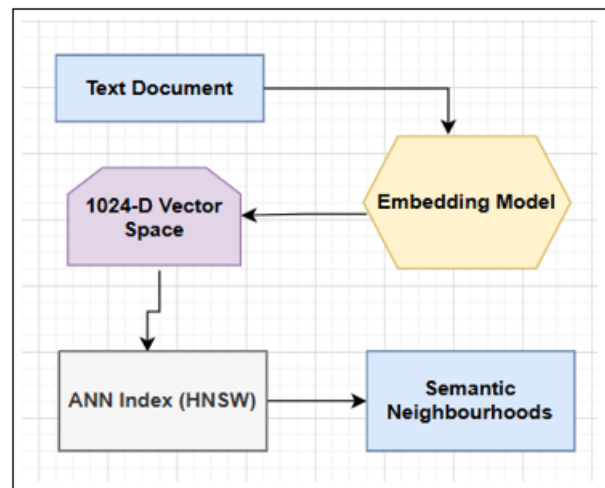 Text Document
Embedding Model
1024-D Vector
Space
ANN Index (HNSW)
Semantic
Neighbourhoods